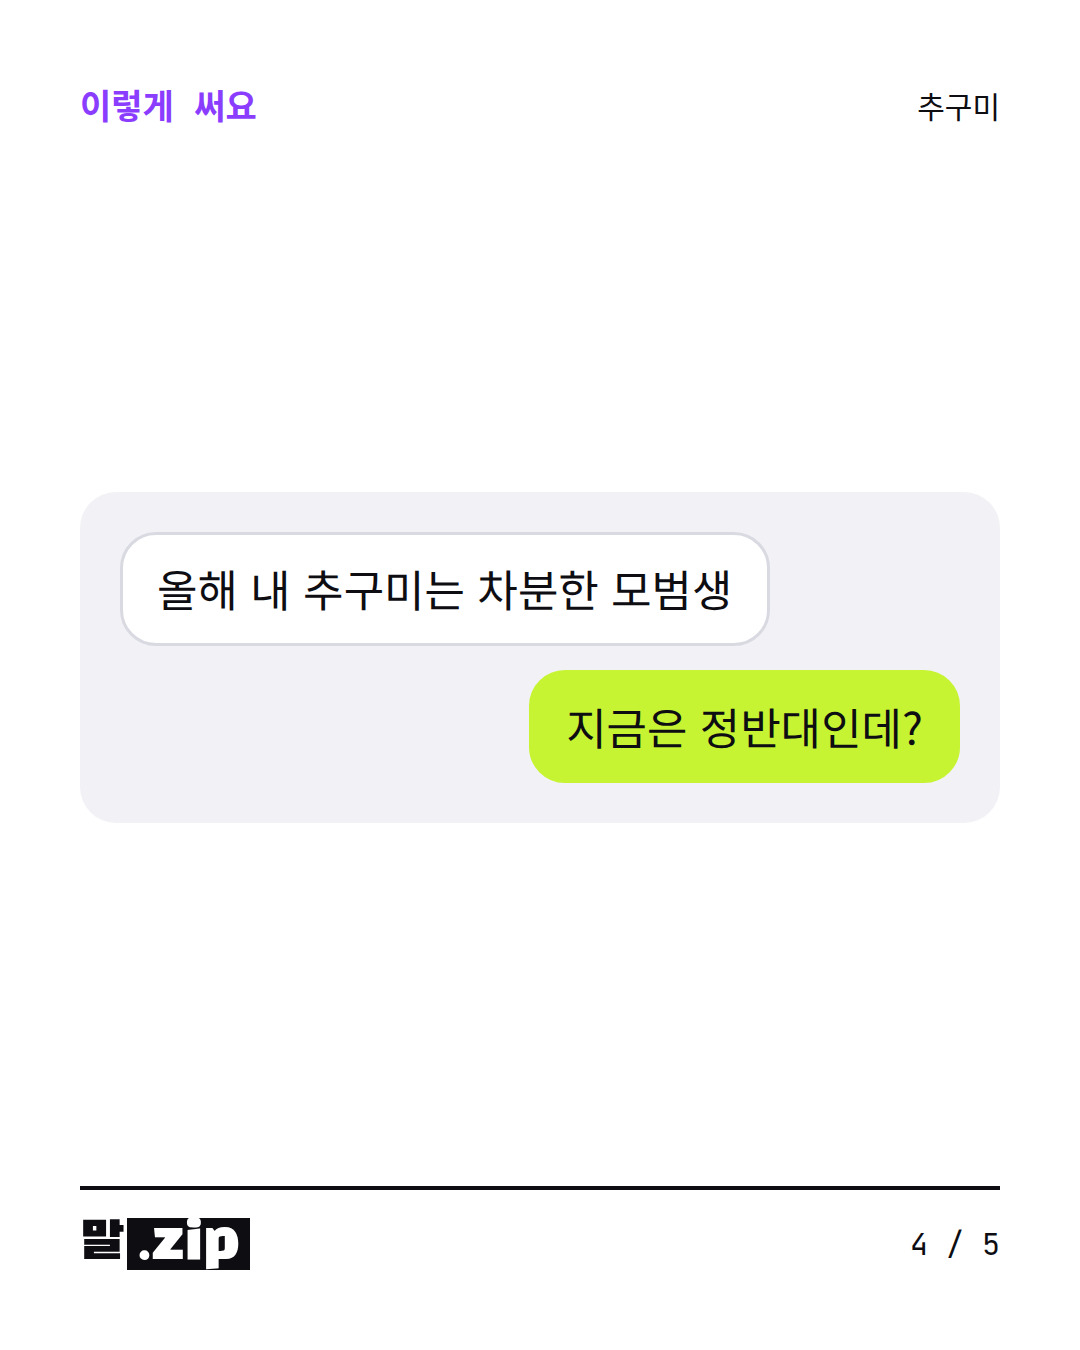 이렇게 써요
추구미
올해 내 추구미는 차분한 모범생
지금은 정반대인데?
말.zip
4 / 5